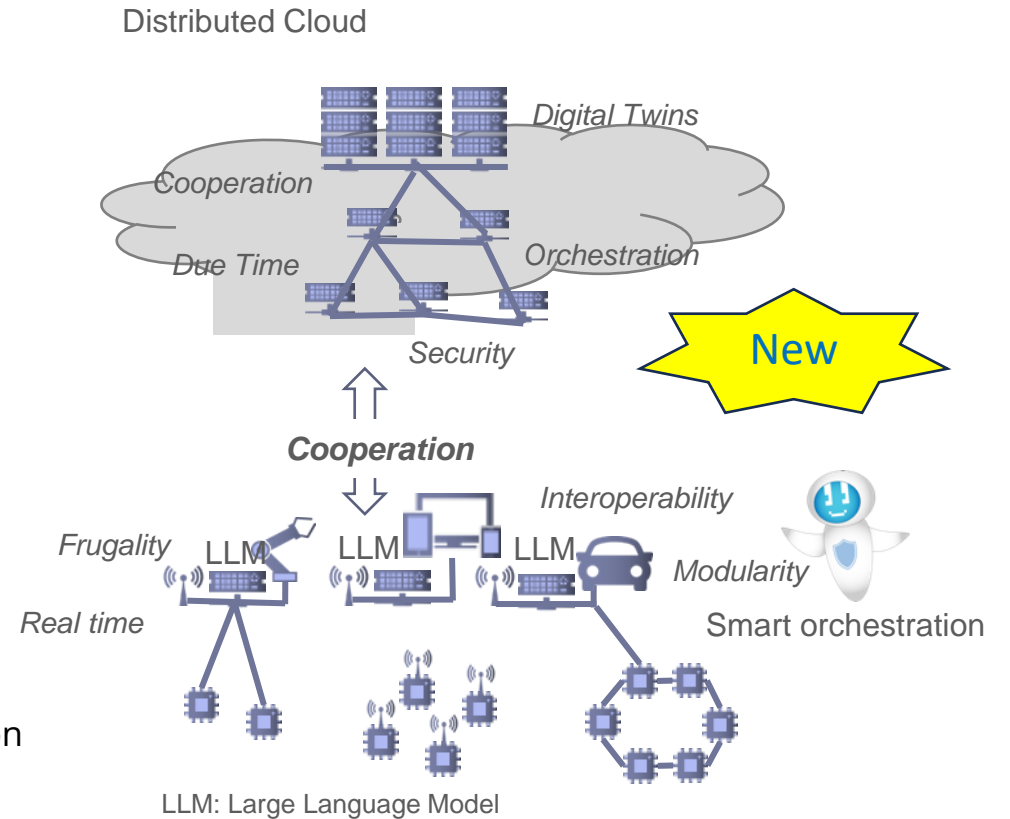 Distributed Cloud
Digital Twins
Cooperation
Due Time
Orchestration
Security
New
Cooperation
Interoperability
Frugality
LLM
LLM
LLM
Modularity
Real time
Smart orchestration
n
LLM: Large Language Model